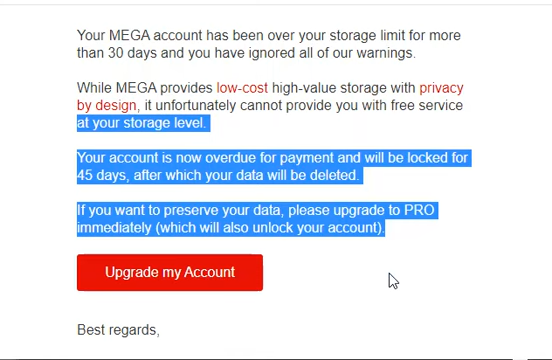 Your MEGA account has been over your storage limit for more
than 30 days and you have ignored all of our warnings.
While MEGA provides low-cost high-value storage with privacy
by design, it unfortunately cannot provide you with free service
at your storage level.
Your account is now overdue for payment and will be locked for
45 days, after which your data will be deleted.
If you want to preserve your data, please upgrade to PRO
immediately (which will also unlock your account).
Upgrade my Account
Best regards,